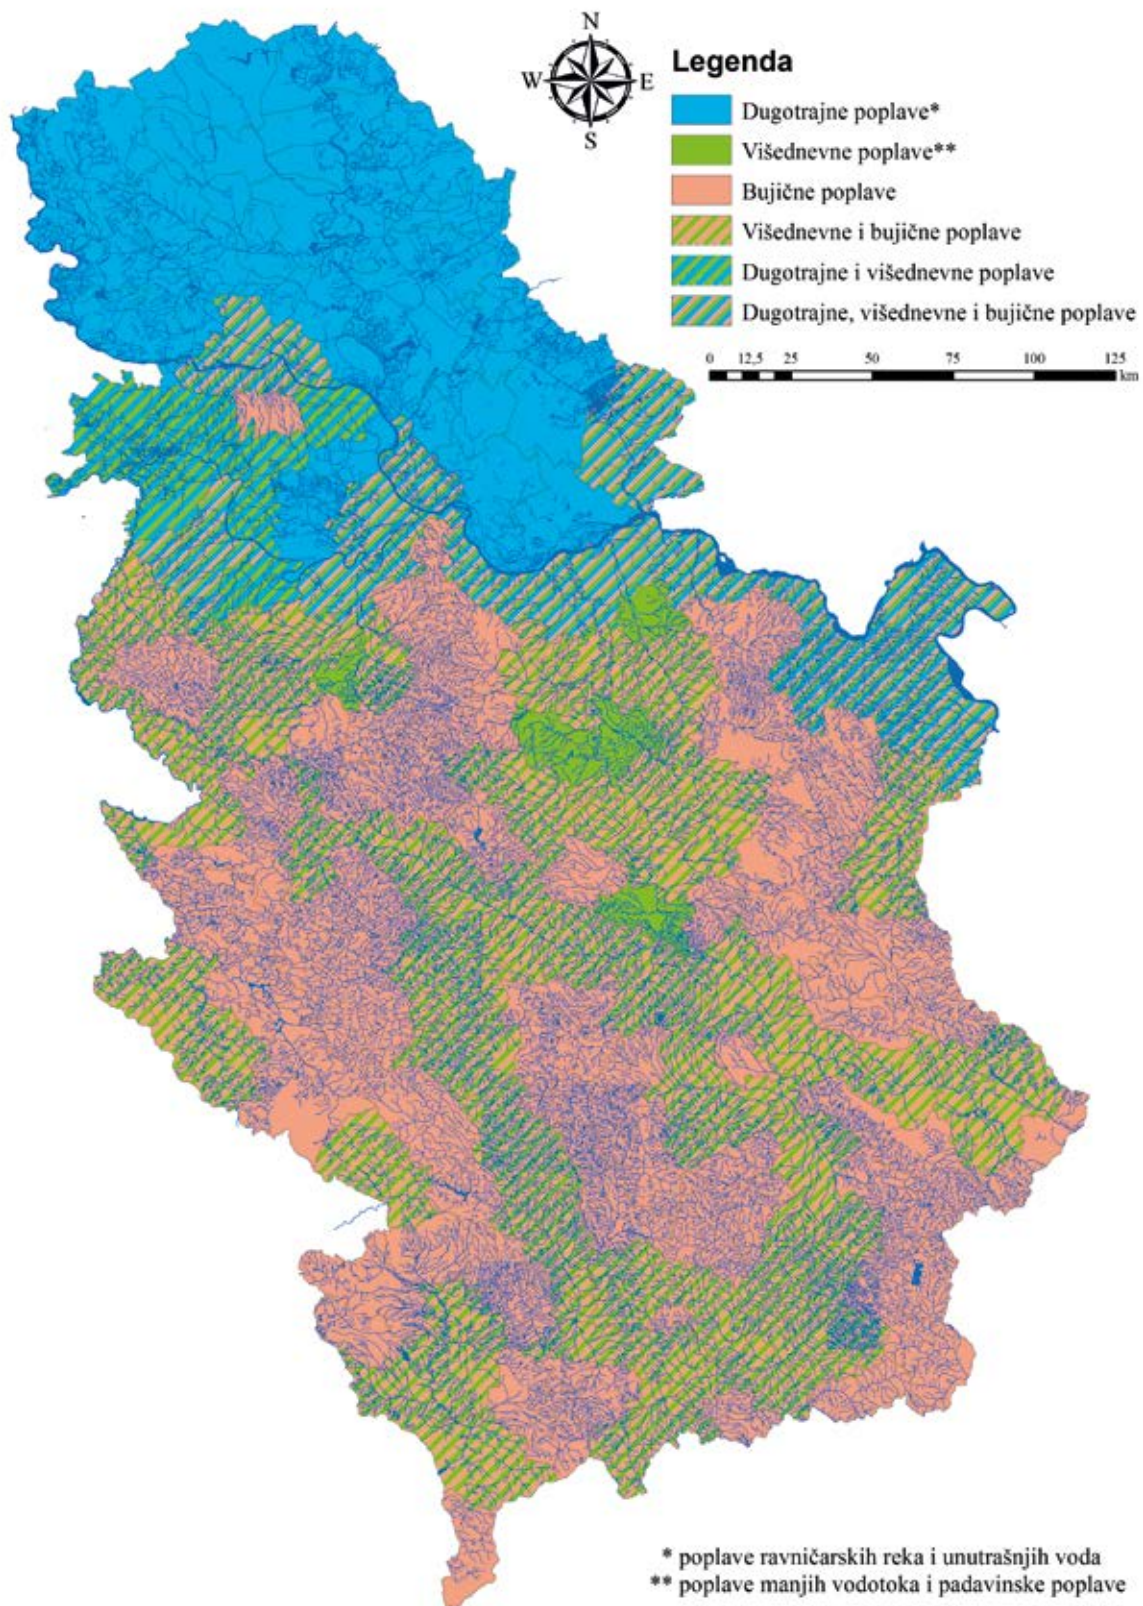 N
W E
S
Legenda
Dugotrajne poplave*
Višednevne poplave**
Bujične poplave
Višednevne i bujične poplave
Dugotrajne i višednevne poplave
Dugotrajne, višednevne i bujične poplave
0 12,5 25 50 75 100 125
km
* poplave ravničarskih reka i unutrašnjih voda
** poplave manjih vodotoka i padavinske poplave